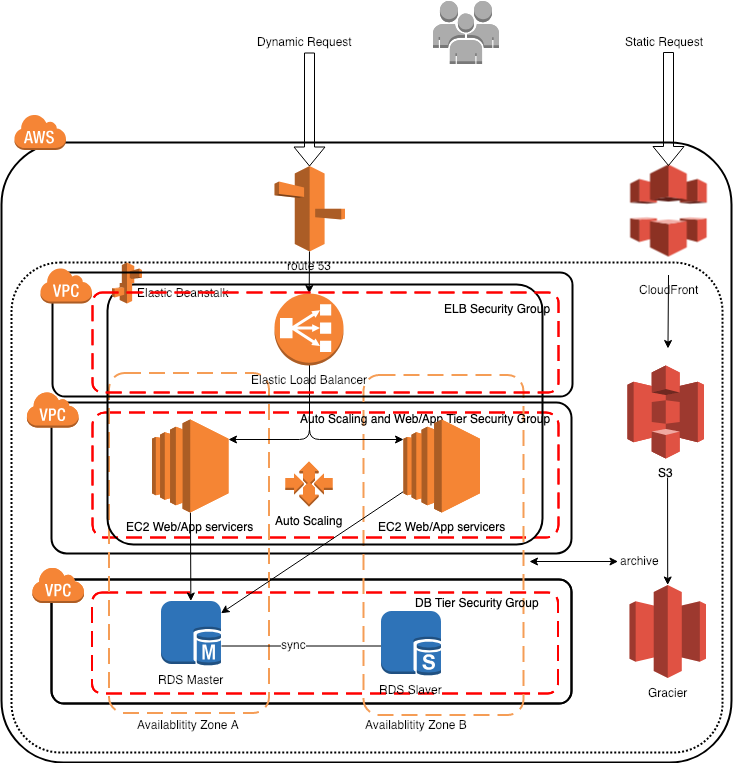 Dynamic Request
Static Request
AWS
route 53
VPC
Elastic Beanstalk
CloudFront
ELB Security Group
Elastic Load Balancer
VPC
Auto Scaling and Web/App Tier Security Group
S3
EC2 Web/App servicers
Auto Scaling
EC2 Web/App servicers
archive
VPC
DB Tier Security Group
M
sync
S
RDS Master
RDS Slaver
Gracier
Availablitity Zone A
Availablitity Zone B